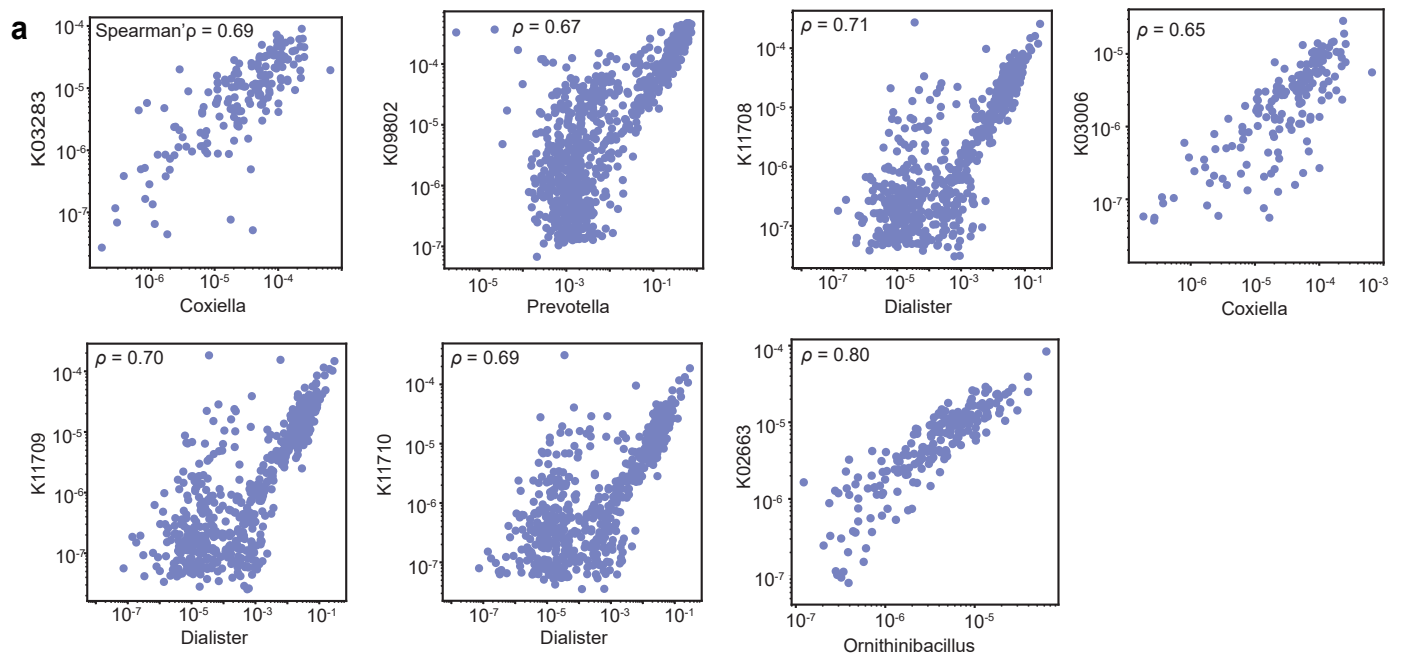 a
Spearman'ρ = 0.69
K03283
10-4
10-5
10-6
10-7
10-6
10-5
10-4
Coxiella
ρ = 0.67
K09802
10-4
10-5
10-6
10-7
10-5
10-3
10-1
Prevotella
ρ = 0.71
K11708
10-4
10-5
10-6
10-7
10-7
10-5
10-3
10-1
Dialister
ρ = 0.65
K03006
10-5
10-6
10-7
10-6
10-5
10-4
10-3
Coxiella
ρ = 0.70
K11709
10-4
10-5
10-6
10-7
10-7
10-5
10-3
10-1
Dialister
ρ = 0.69
K11710
10-4
10-5
10-6
10-7
10-7
10-5
10-3
10-1
Dialister
ρ = 0.80
K02663
10-4
10-5
10-6
10-7
10-7
10-6
10-5
Ornithinibacillus